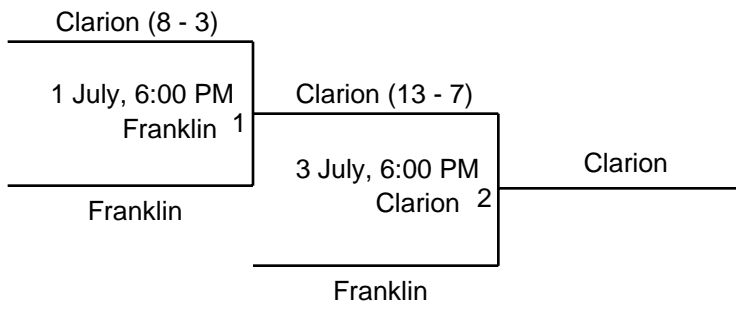 Clarion (8 - 3)
1 July, 6:00 PM
Franklin 1
Franklin
Clarion (13 - 7)
3 July, 6:00 PM
Clarion 2
Franklin
Clarion